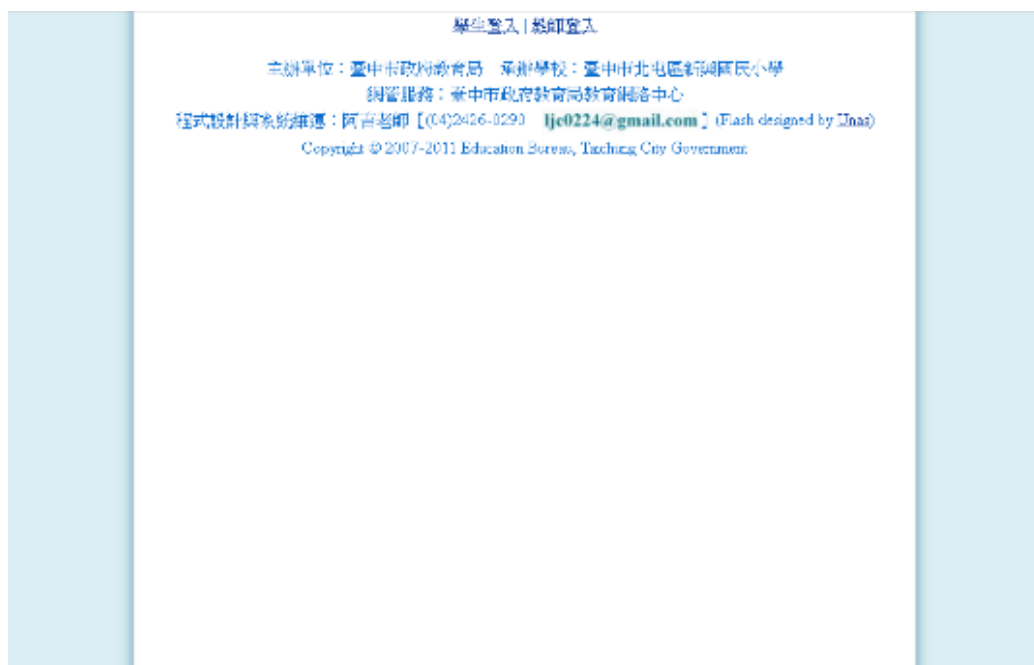 學生登入 | 教師登入
主辦單位：臺中市政府教育局 承辦學校：臺中市北屯區新興國民小學
網管服務：臺中市政府教育局教育網路中心
程式設計與系統維護：阿吉老師【(04)2426-0290 ljc0224@gmail.com】(Flash designed by Unas)
Copyright © 2007-2011 Education Bureau, Taichung City Government